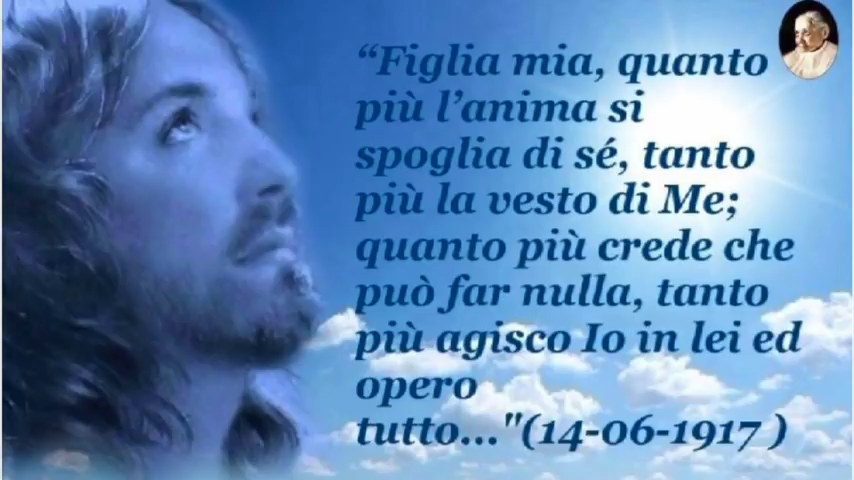 “Figlia mia, quanto
più l’anima si
spoglia di sé, tanto
più la vesto di Me;
quanto più crede che
può far nulla, tanto
più agisco Io in lei ed
opero
tutto..."(14-06-1917 )